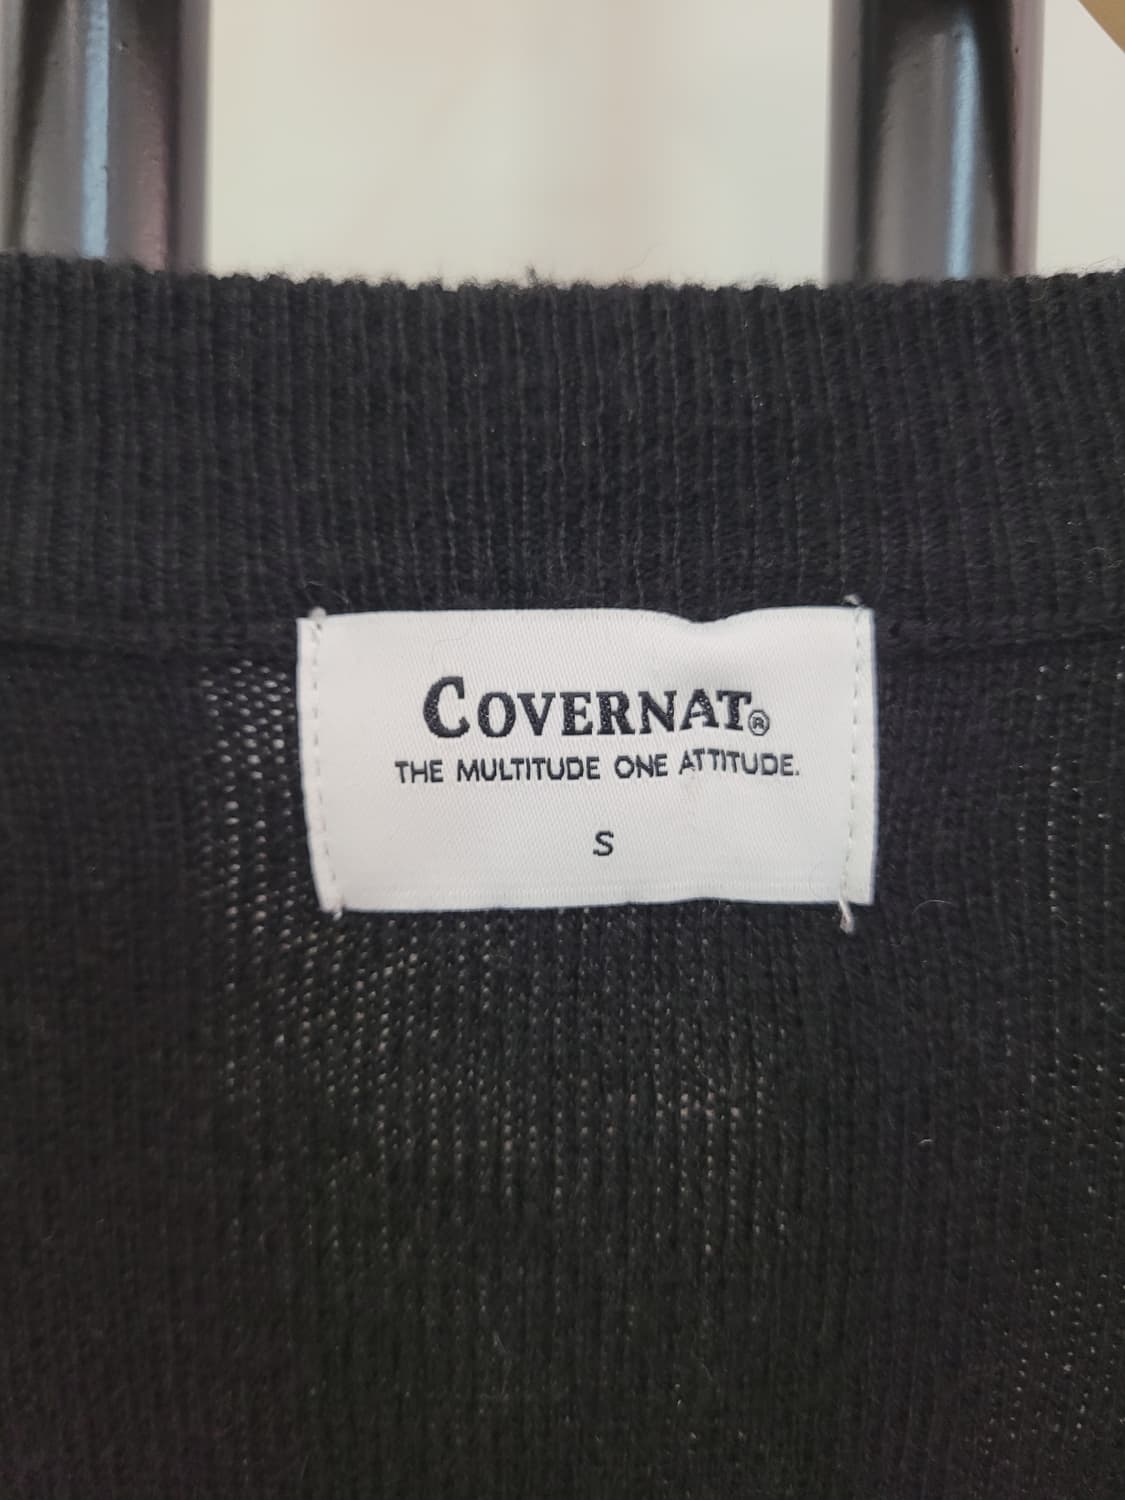 COVERNAT®
THE MULTITUDE ONE ATTITUDE.
S